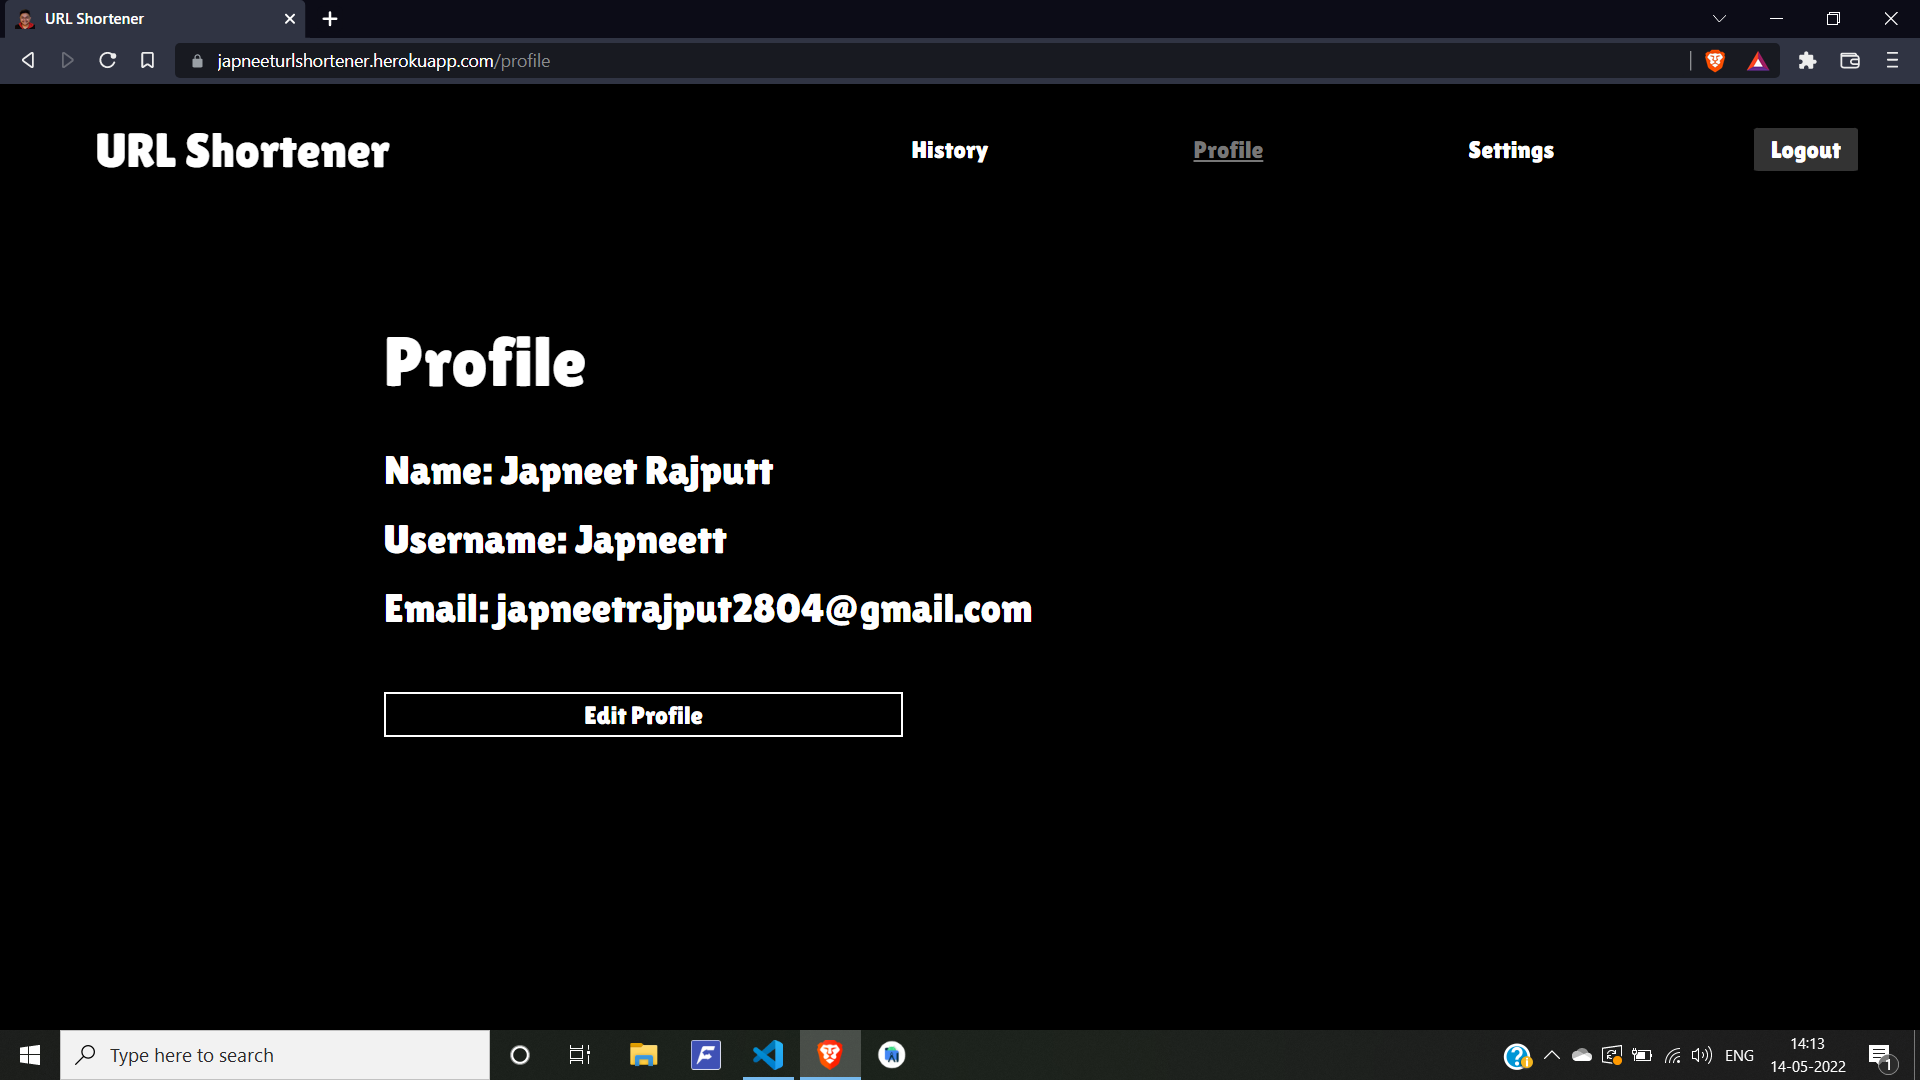 URL Shortener
japneeturlshortener.herokuapp.com/profile
URL Shortener
History
Profile
Settings
Logout
Profile
Name: Japneet Rajputt
Username: Japneett
Email: japneetrajput2804@gmail.com
Edit Profile
Type here to search
ENG
14:13
14-05-2022
1